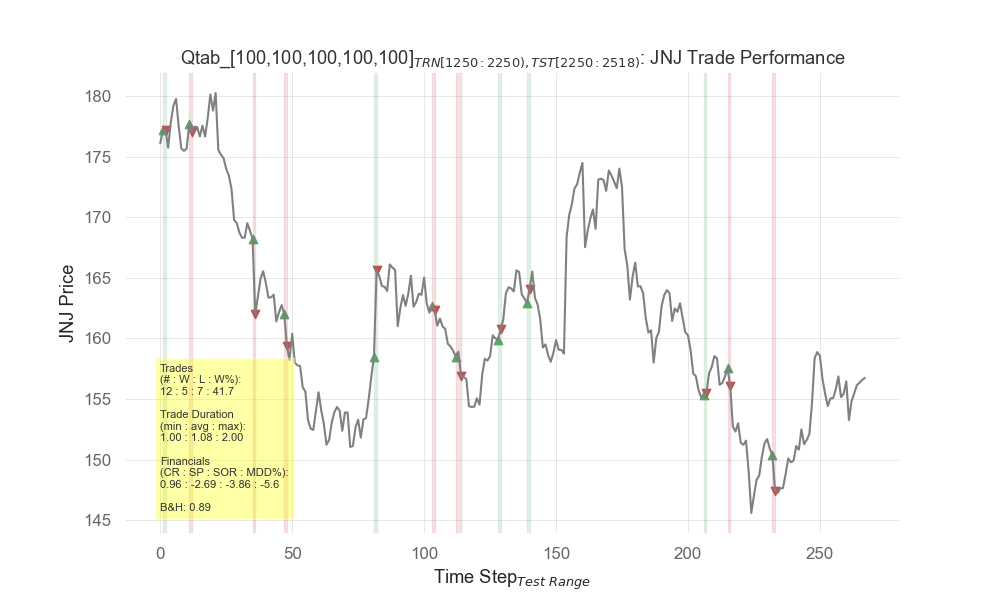 Qtab_[100,100,100,100,100]TRN[1250:2250),TST[2250:2518): JNJ Trade Performance
JNJ Price
180
175
170
165
160
155
150
145
Trades
(# : W : L : W%):
12 : 5 : 7 : 41.7
Trade Duration
(min : avg : max):
1.00 : 1.08 : 2.00
Financials
(CR : SP : SOR : MDD%):
0.96 : -2.69 : -3.86 : -5.6
B&H: 0.89
0 50 100 150 200 250
Time StepTest Range